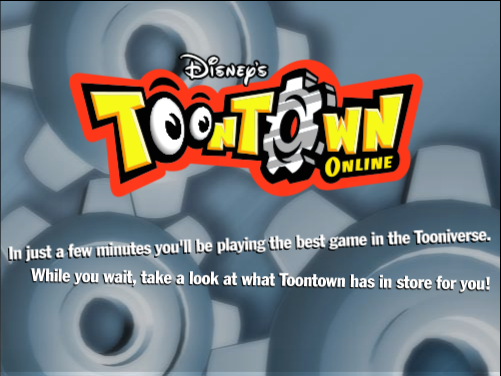 Disney's
TOONTOWN
ONLINE
In just a few minutes you'll be playing the best game in the Tooniverse.
While you wait, take a look at what Toontown has in store for you!